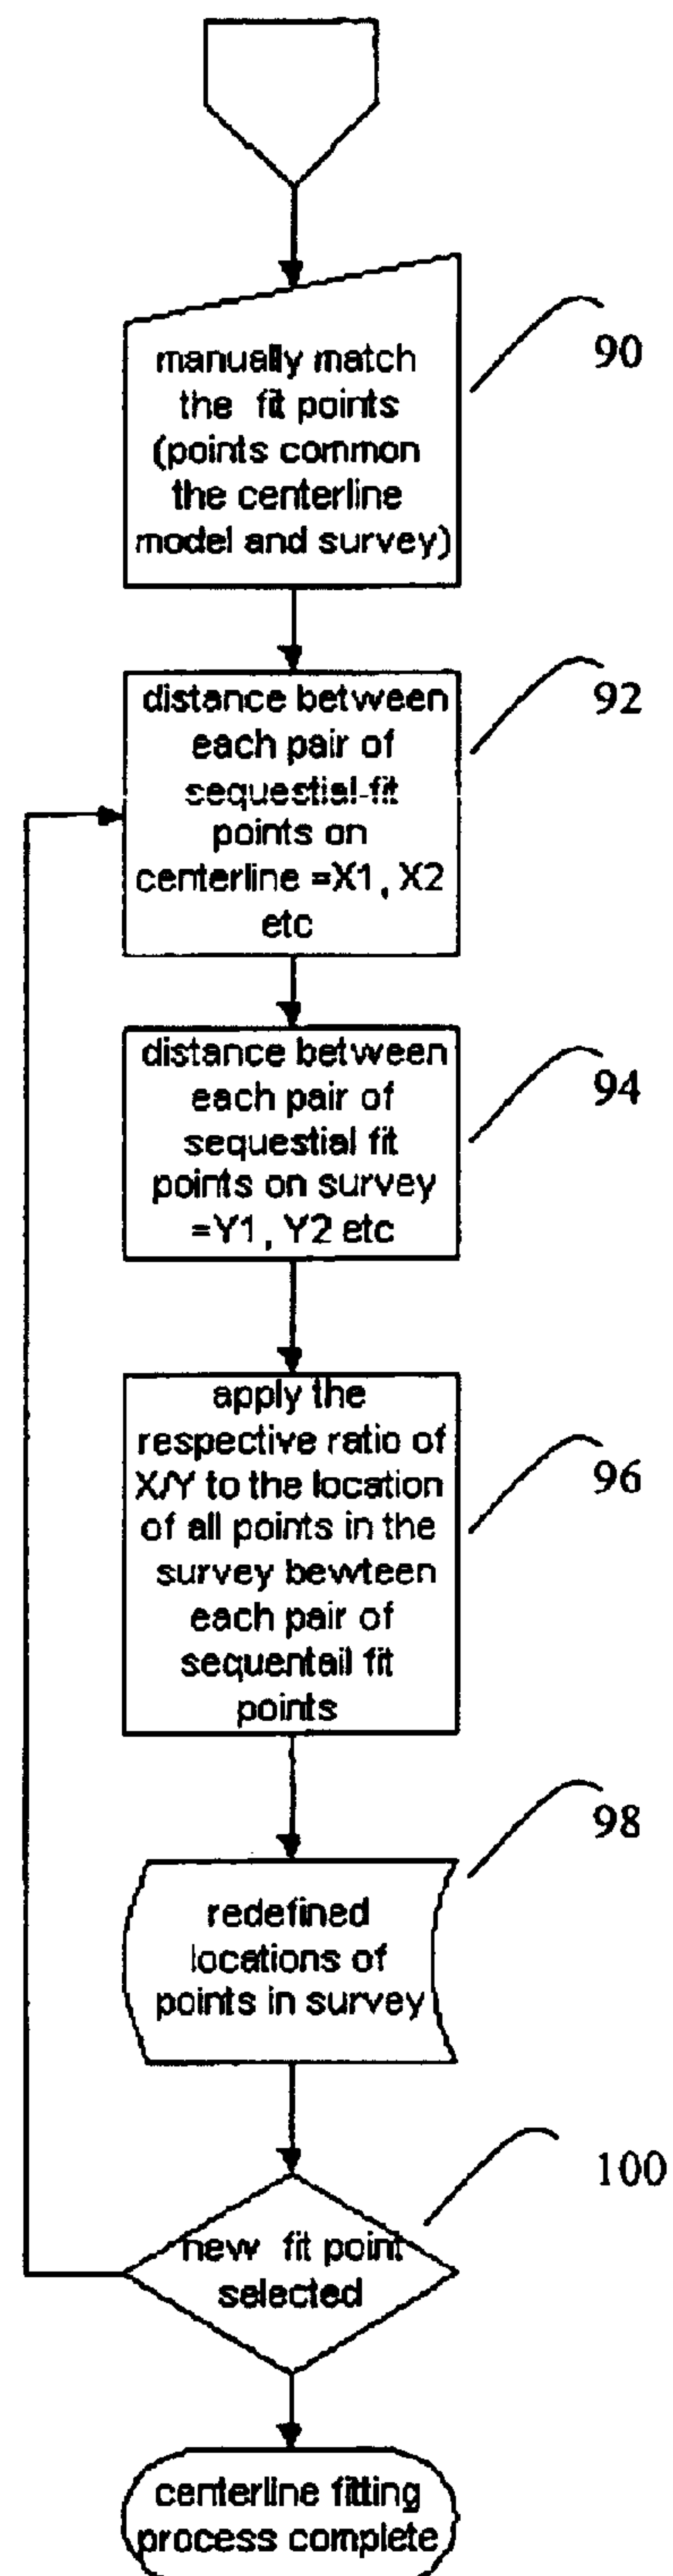 manually match
the fit points
(points common
the centerline
model and survey)
90
distance between
each pair of
sequestial-fit
points on
centerline =X1, X2
etc
92
distance between
each pair of
sequestial fit
points on survey
=Y1, Y2 etc
94
apply the
respective ratio of
X/Y to the location
of all points in the
survey bewteen
each pair of
sequentail fit
points
96
redefined
locations of
points in survey
98
new fit point
selected
100
centerline fitting
process complete